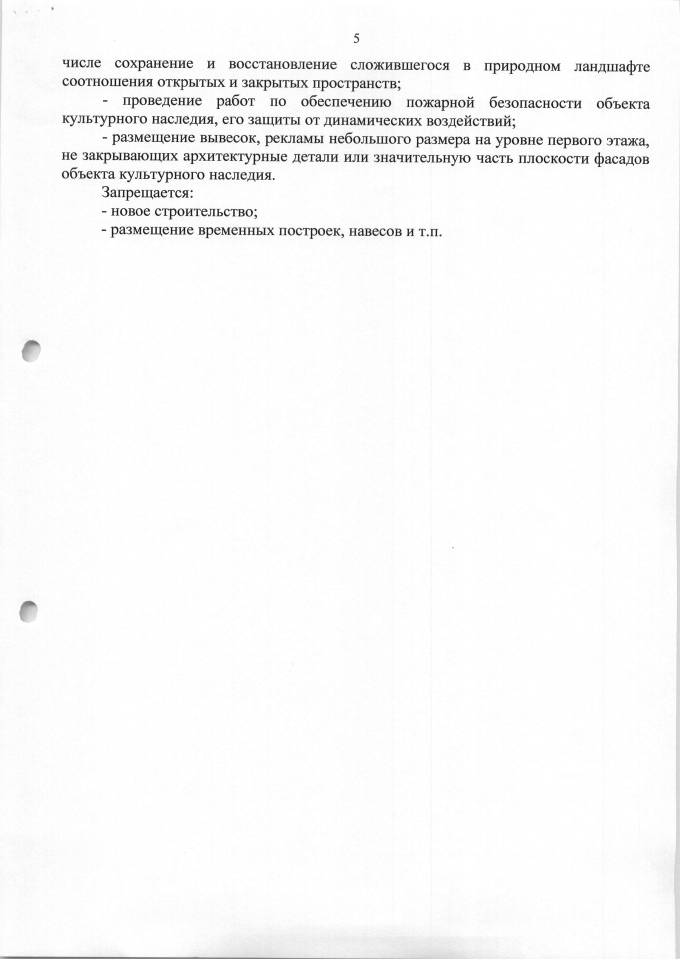 5
числе сохранение и восстановление сложившегося в природном ландшафте
соотношения открытых и закрытых пространств;
- проведение работ по обеспечению пожарной безопасности объекта
культурного наследия, его защиты от динамических воздействий;
- размещение вывесок, рекламы небольшого размера на уровне первого этажа,
не закрывающих архитектурные детали или значительную часть плоскости фасадов
объекта культурного наследия.
Запрещается:
- новое строительство;
- размещение временных построек, навесов и т.п.